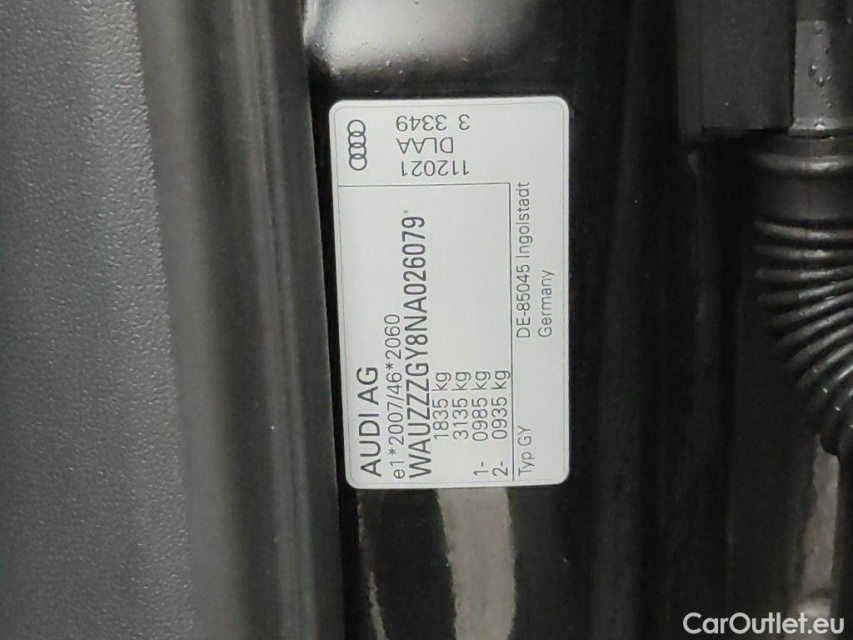 AUDI AG
e1*2007/46*2060
WAUZZZGY8NA026079
1835 kg
3135 kg
1- 0985 kg
2- 0935 kg
Typ GY
DE-85045 Ingolstadt
Germany
112021
DLAA
3 3349
CarOutlet.eu